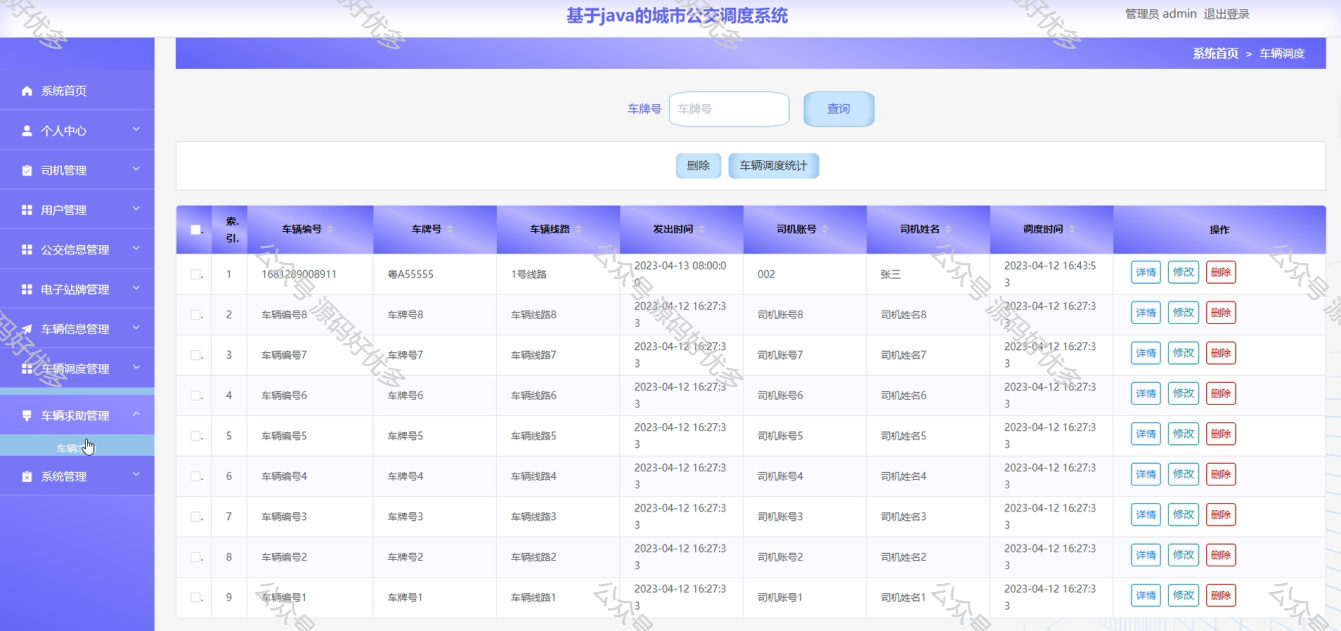 基于java的城市公交调度系统
管理员 admin 退出登录
系统首页 > 车辆调度
系统首页
个人中心
司机管理
用户管理
公交信息管理
电子站牌管理
车辆信息管理
车辆调度管理
车辆求助管理
系统管理
车牌号 车牌号 查询
删除 车辆调度统计
索引. 车辆编号 车牌号 车辆线路 发出时间 司机账号 司机姓名 调度时间 操作
1 1681289008911 粤A55555 1号线路 2023-04-13 08:00:00 002 张三 2023-04-12 16:43:53 详情 修改 删除
2 车辆编号8 车牌号8 车辆线路8 2023-04-12 16:27:33 司机账号8 司机姓名8 2023-04-12 16:27:33 详情 修改 删除
3 车辆编号7 车牌号7 车辆线路7 2023-04-12 16:27:33 司机账号7 司机姓名7 2023-04-12 16:27:33 详情 修改 删除
4 车辆编号6 车牌号6 车辆线路6 2023-04-12 16:27:33 司机账号6 司机姓名6 2023-04-12 16:27:33 详情 修改 删除
5 车辆编号5 车牌号5 车辆线路5 2023-04-12 16:27:33 司机账号5 司机姓名5 2023-04-12 16:27:33 详情 修改 删除
6 车辆编号4 车牌号4 车辆线路4 2023-04-12 16:27:33 司机账号4 司机姓名4 2023-04-12 16:27:33 详情 修改 删除
7 车辆编号3 车牌号3 车辆线路3 2023-04-12 16:27:33 司机账号3 司机姓名3 2023-04-12 16:27:33 详情 修改 删除
8 车辆编号2 车牌号2 车辆线路2 2023-04-12 16:27:33 司机账号2 司机姓名2 2023-04-12 16:27:33 详情 修改 删除
9 车辆编号1 车牌号1 车辆线路1 2023-04-12 16:27:33 司机账号1 司机姓名1 2023-04-12 16:27:33 详情 修改 删除
公众号 源码好优多
公众号 源码好优多
公众号 源码好优多